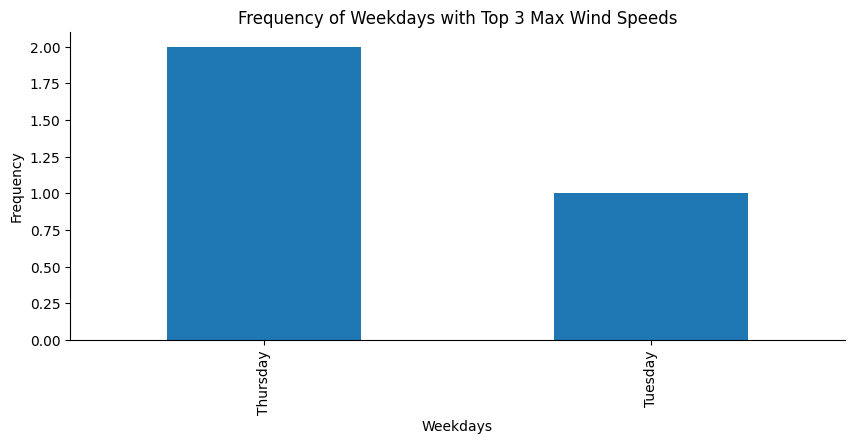 Frequency of Weekdays with Top 3 Max Wind Speeds
2.00
1.75
1.50
1.25
1.00
0.75
0.50
0.25
0.00
Frequency
Thursday
Tuesday
Weekdays